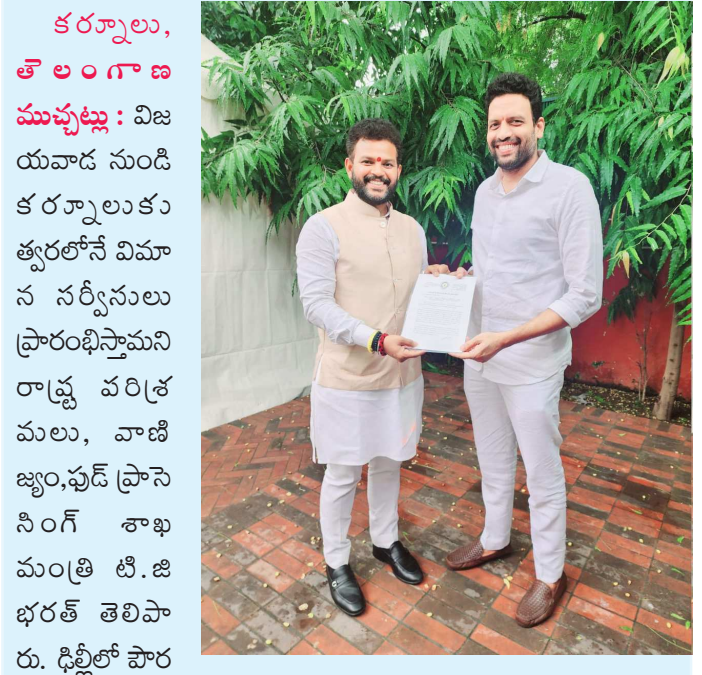 కర్నూలు,
తెలంగాణ
ముచ్చట్లు : విజ
యవాడ నుండి
కర్నూలుకు
త్వరలోనే విమా
న సర్వీసులు
ప్రారంభిస్తామని
రాష్ట్ర పరిశ్ర
మలు, వాణి
జ్యం,ఫుడ్ ప్రాసె
సింగ్ శాఖ
మంత్రి టి.జి
భరత్ తెలిపా
రు. ఢిల్లీలో పౌర